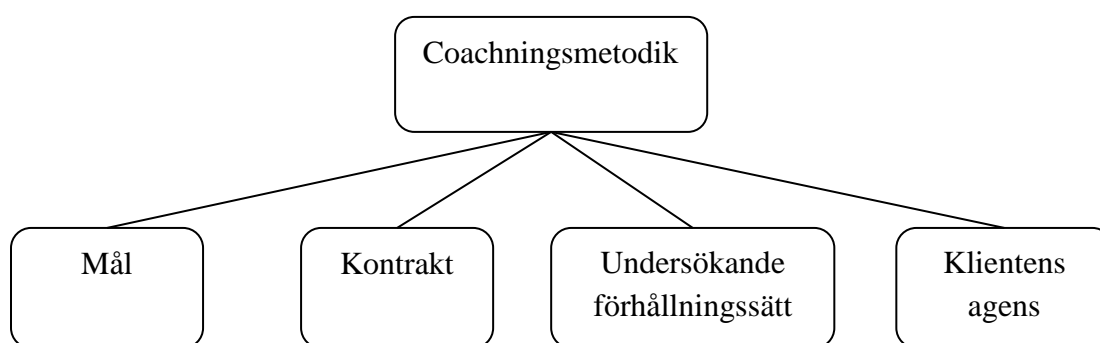 Coachningsmetodik
Mål
Kontrakt
Undersökande
förhållningssätt
Klientens
agens